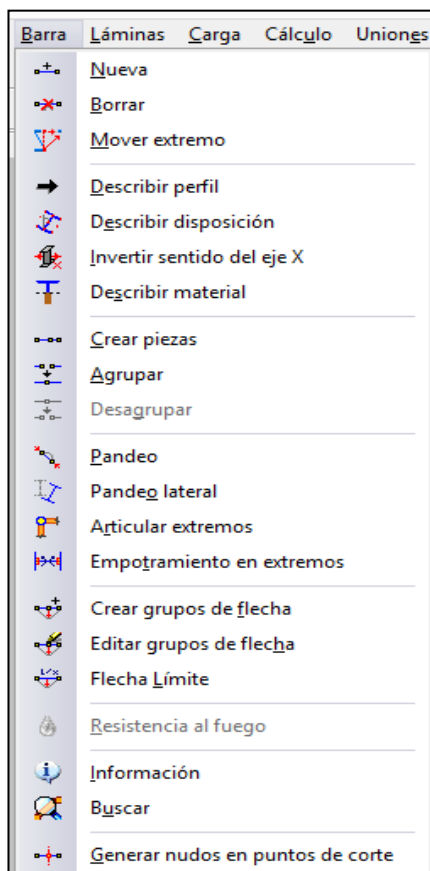 Barra Láminas Carga Cálculo Uniones
Nueva
Borrar
Mover extremo
Describir perfil
Describir disposición
Invertir sentido del eje X
Describir material
Crear piezas
Agrupar
Desagrupar
Pandeo
Pandeo lateral
Articular extremos
Empotramiento en extremos
Crear grupos de flecha
Editar grupos de flecha
Flecha Límite
Resistencia al fuego
Información
Buscar
Generar nudos en puntos de corte